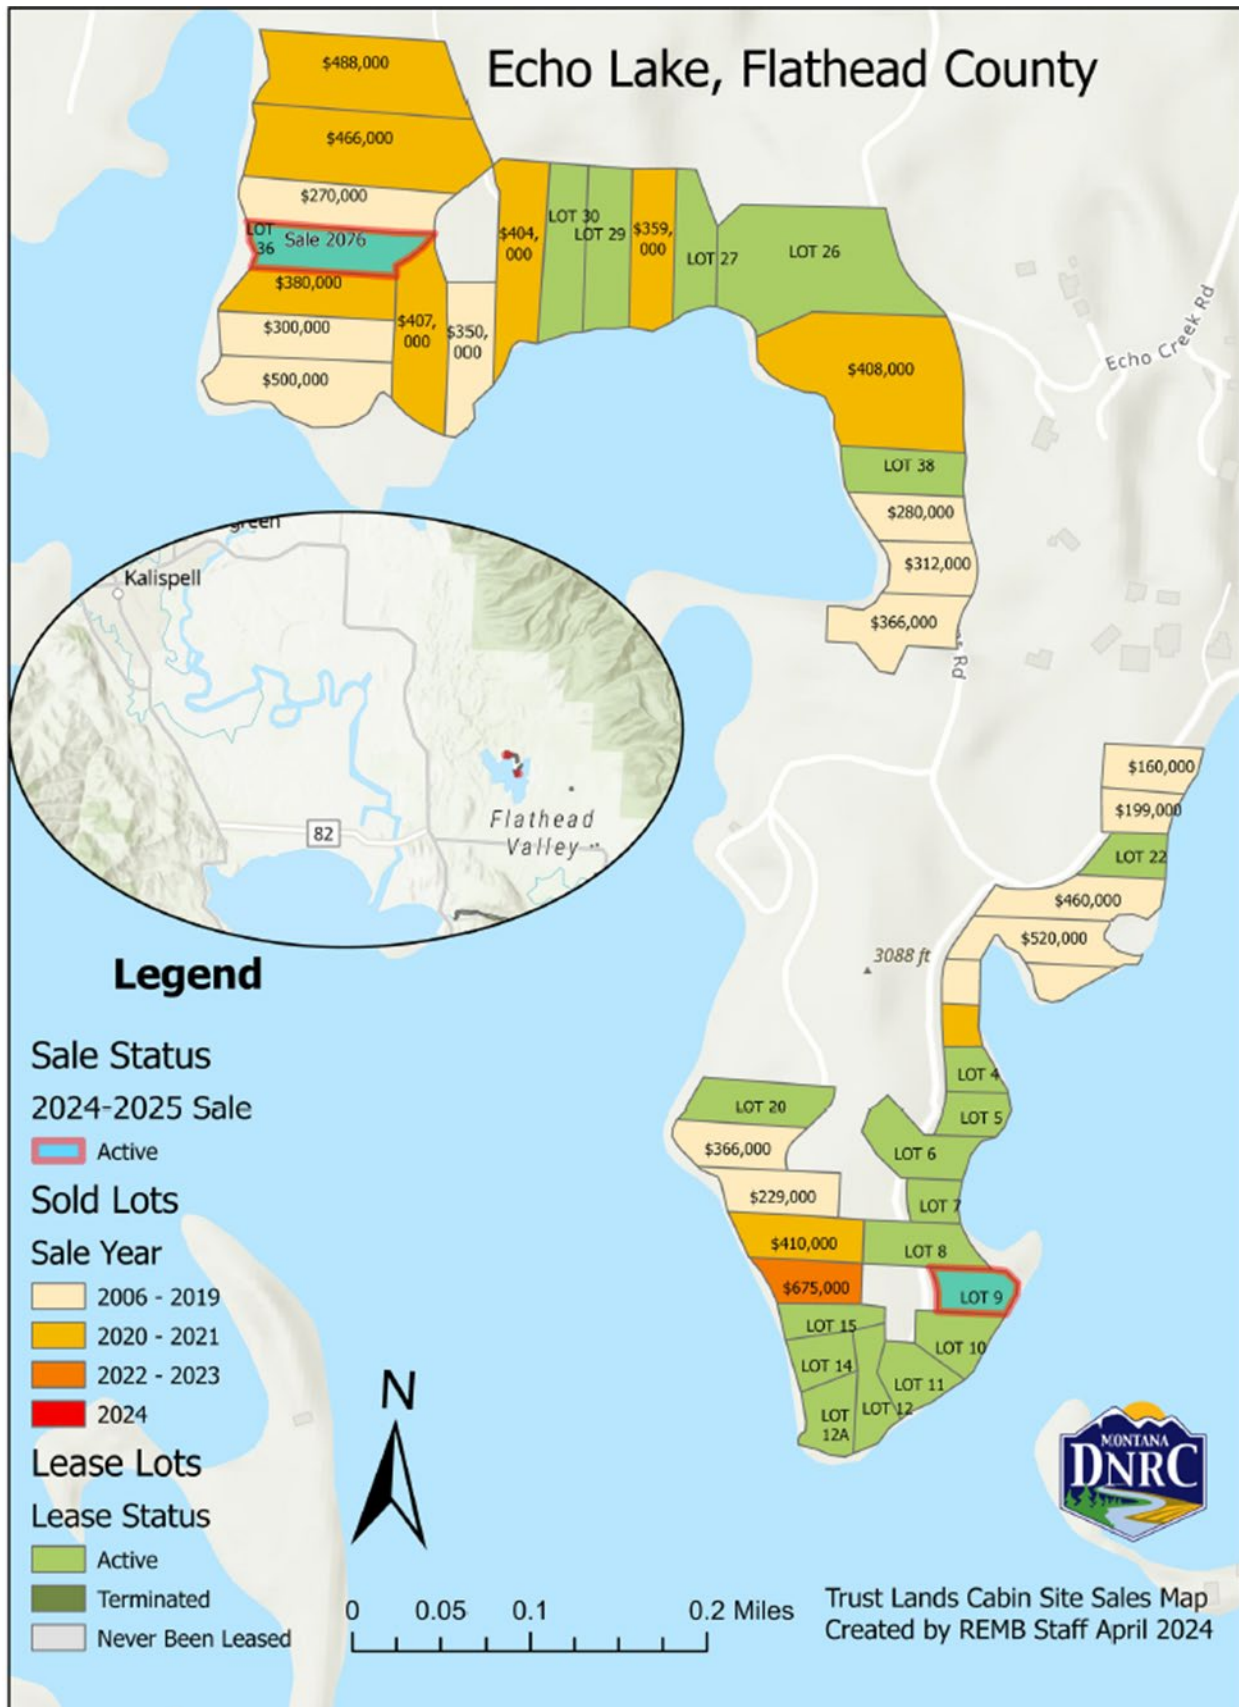 Echo Lake, Flathead County
$488,000
$466,000
$270,000
LOT
36
Sale 2076
$380,000
$300,000
$500,000
$407,
000
$350,
000
$404,
000
LOT 30
LOT 29
$359,
000
LOT 27
LOT 26
$408,000
LOT 38
$280,000
$312,000
$366,000
Rd
Echo Creek Rd
green
Kalispell
82
Flathead
Valley
$160,000
$199,000
LOT 22
$460,000
$520,000
3088 ft
LOT 4
LOT 5
LOT 6
LOT 7
LOT 8
LOT 9
LOT 10
LOT 11
LOT 12
LOT
12A
LOT 14
LOT 15
LOT 20
$366,000
$229,000
$410,000
$675,000
Legend
Sale Status
2024-2025 Sale
Active
Sold Lots
Sale Year
2006 - 2019
2020 - 2021
2022 - 2023
2024
Lease Lots
Lease Status
Active
Terminated
Never Been Leased
N
0 0.05 0.1 0.2 Miles
MONTANA
DNRC
Trust Lands Cabin Site Sales Map
Created by REMB Staff April 2024